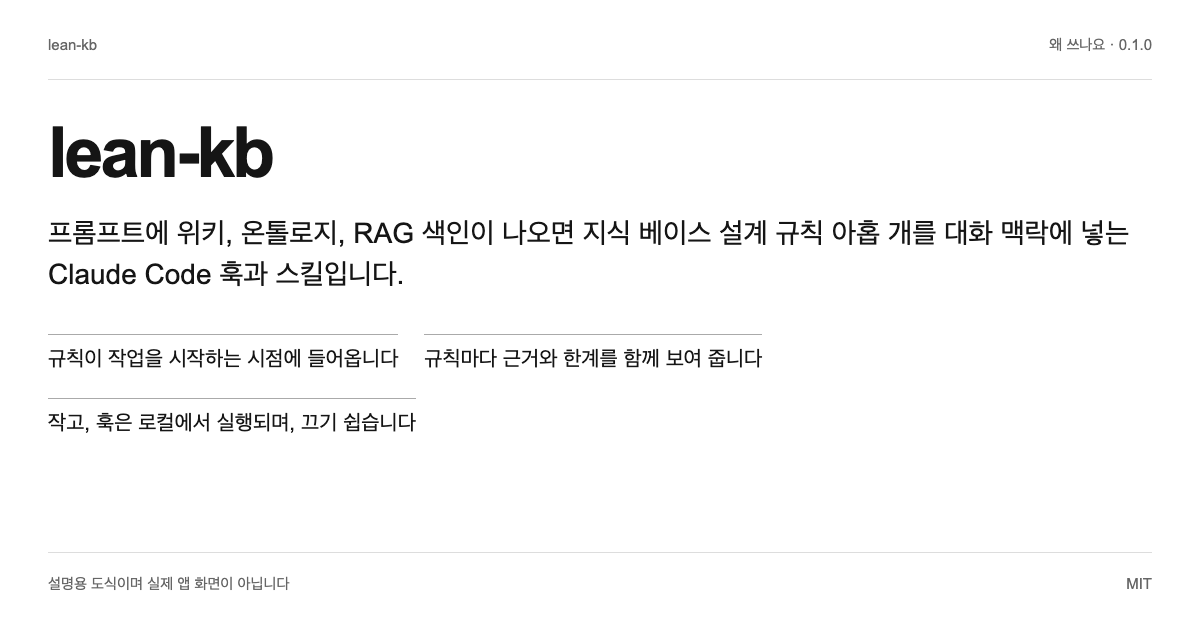 lean-kb
왜 쓰나요 · 0.1.0
lean-kb
프롬프트에 위키, 온톨로지, RAG 색인이 나오면 지식 베이스 설계 규칙 아홉 개를 대화 맥락에 넣는
Claude Code 훅과 스킬입니다.
규칙이 작업을 시작하는 시점에 들어옵니다
규칙마다 근거와 한계를 함께 보여 줍니다
작고, 훅은 로컬에서 실행되며, 끄기 쉽습니다
설명용 도식이며 실제 앱 화면이 아닙니다
MIT